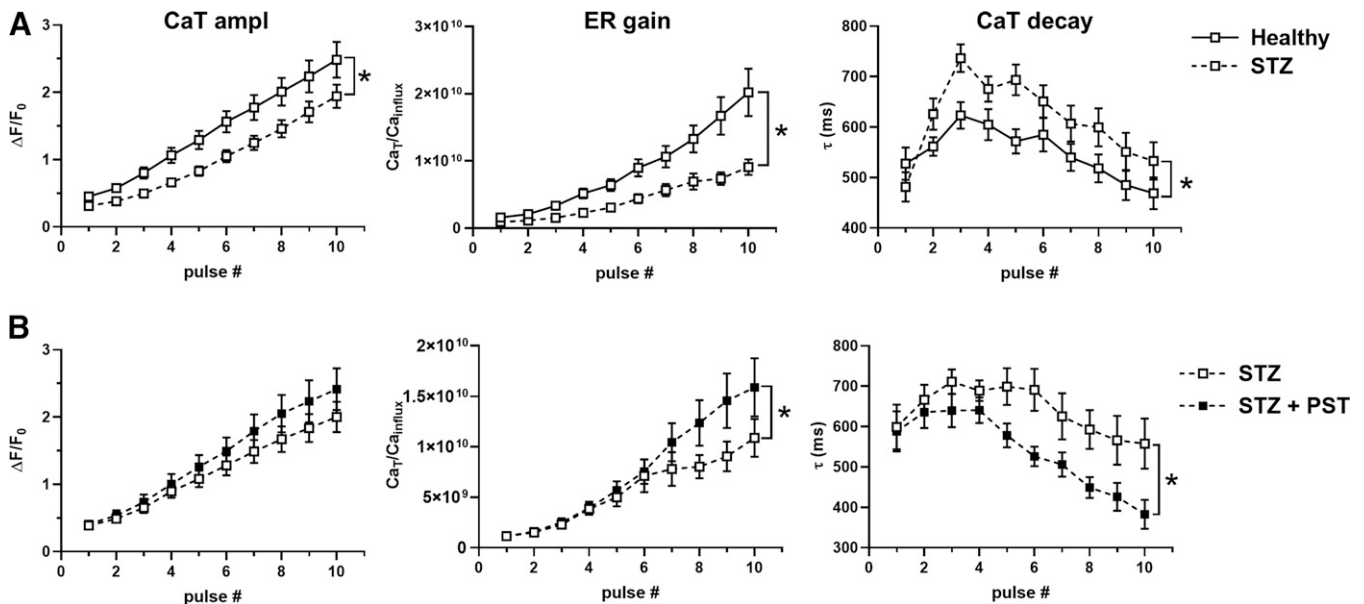 A
CaT ampl
ΔF/F0
3
2
1
0
0 2 4 6 8 10
pulse #
*
ER gain
CaT/Cainflux
3×10^10
2×10^10
1×10^10
0
0 2 4 6 8 10
pulse #
*
CaT decay
τ (ms)
800
700
600
500
400
0 2 4 6 8 10
pulse #
*
Healthy
STZ
B
ΔF/F0
3
2
1
0
0 2 4 6 8 10
pulse #
CaT/Cainflux
2×10^10
1.5×10^10
1×10^10
5×10^9
0
0 2 4 6 8 10
pulse #
*
τ (ms)
800
700
600
500
400
300
0 2 4 6 8 10
pulse #
*
STZ
STZ + PST